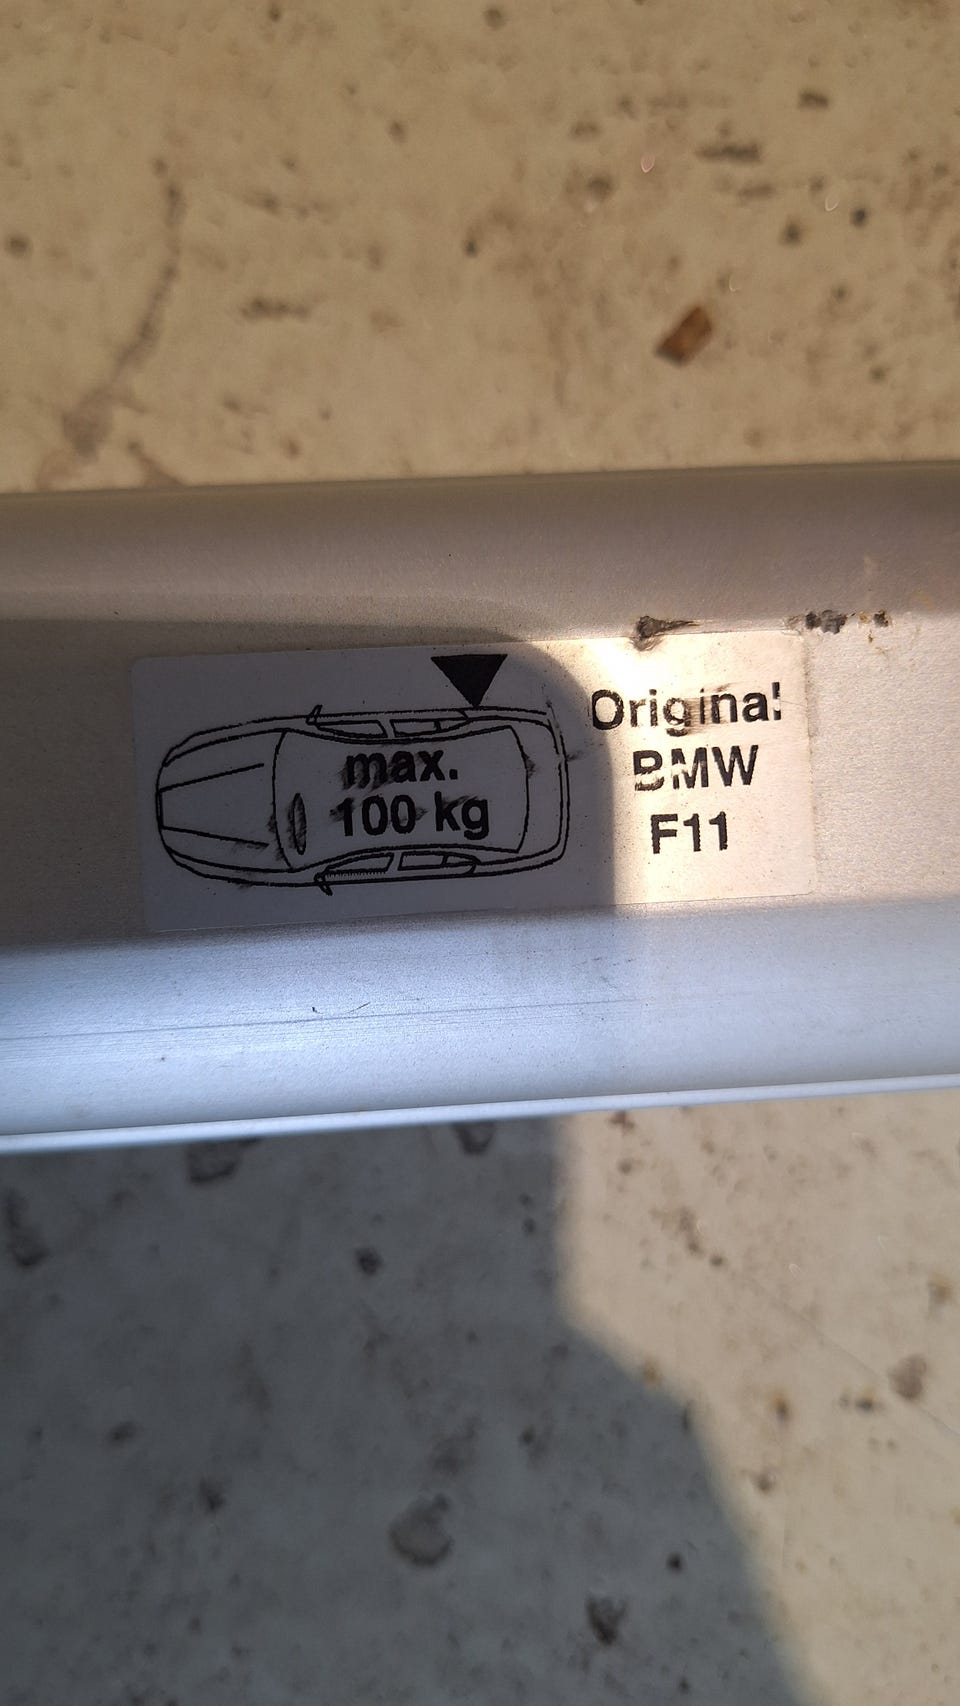 max.
100 kg
Original
BMW
F11